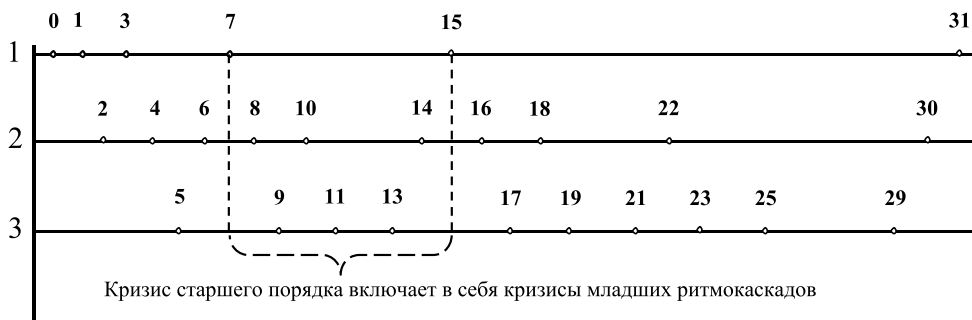 0 1 3 7 15 31
1
2 4 6 8 10 14 16 18 22 30
2
5 9 11 13 17 19 21 23 25 29
3
Кризис старшего порядка включает в себя кризисы младших ритмокаскадов